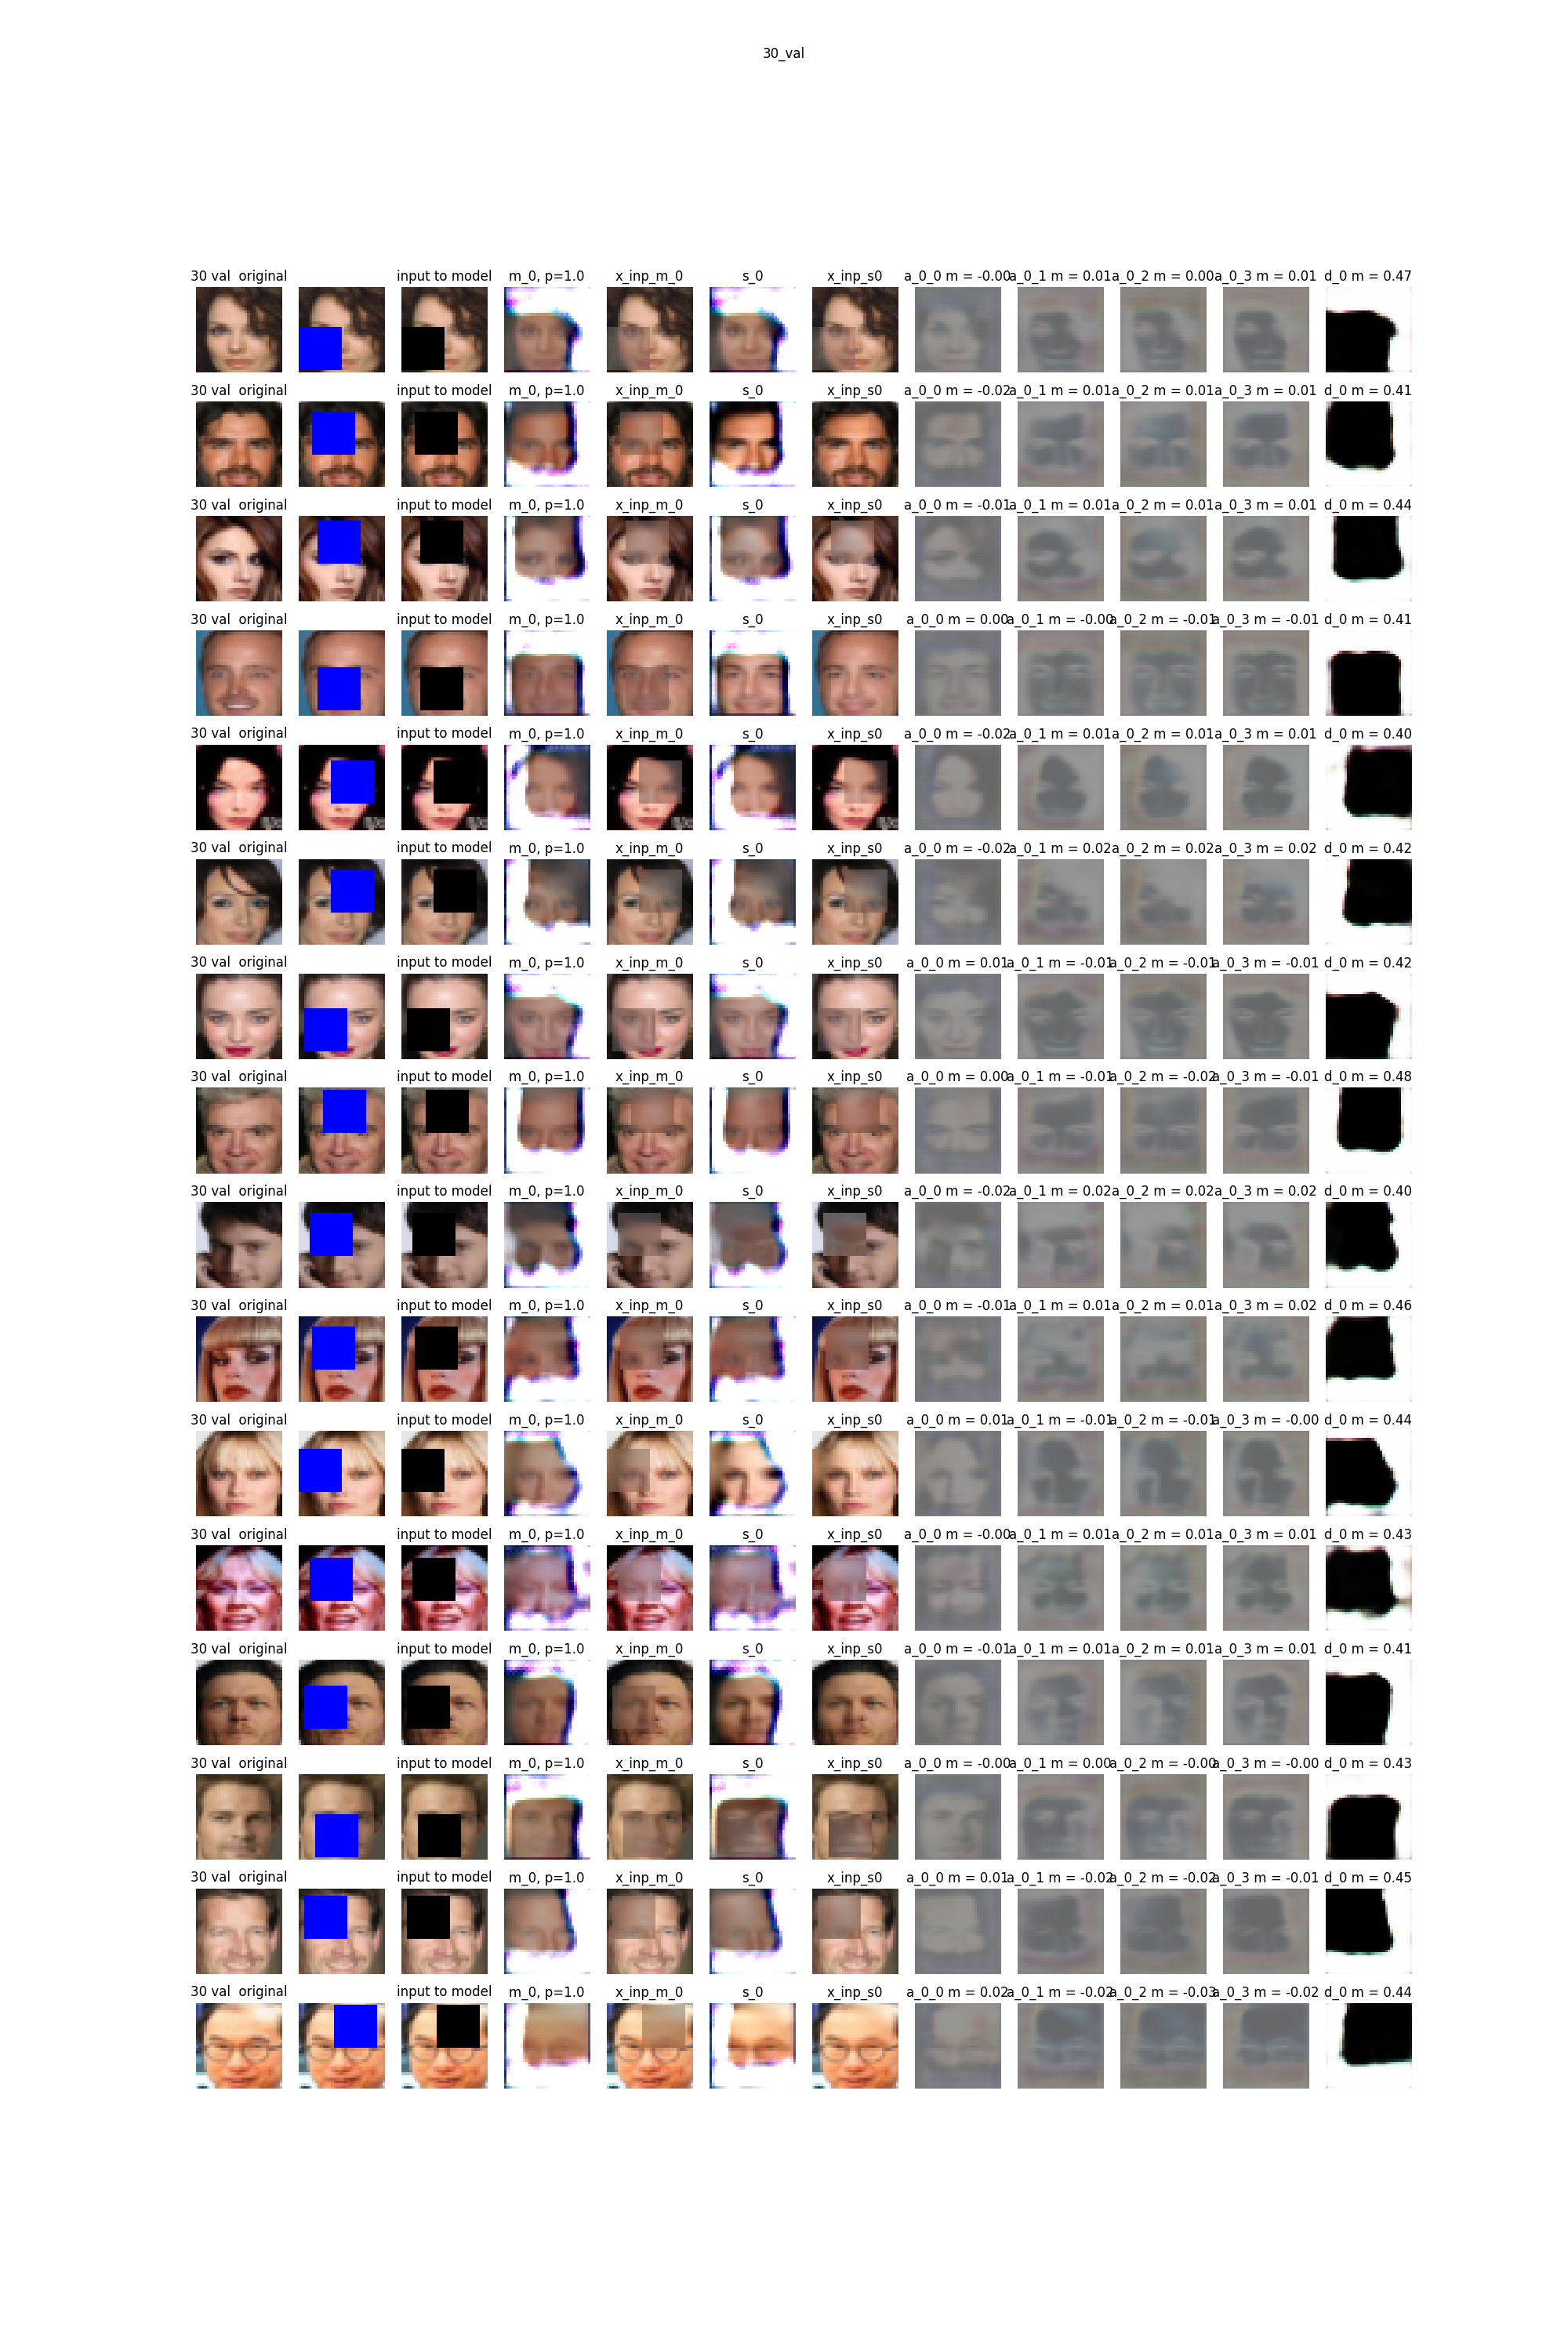 30_val
30 val original input to model m_0, p=1.0 x_inp_m_0 s_0 x_inp_s0 a_0_0 m = -0.00 a_0_1 m = 0.01 a_0_2 m = 0.00 a_0_3 m = 0.01 d_0 m = 0.47
30 val original input to model m_0, p=1.0 x_inp_m_0 s_0 x_inp_s0 a_0_0 m = -0.02 a_0_1 m = 0.01 a_0_2 m = 0.01 a_0_3 m = 0.01 d_0 m = 0.41
30 val original input to model m_0, p=1.0 x_inp_m_0 s_0 x_inp_s0 a_0_0 m = -0.01 a_0_1 m = 0.01 a_0_2 m = 0.01 a_0_3 m = 0.01 d_0 m = 0.44
30 val original input to model m_0, p=1.0 x_inp_m_0 s_0 x_inp_s0 a_0_0 m = 0.00 a_0_1 m = -0.00 a_0_2 m = -0.01 a_0_3 m = -0.01 d_0 m = 0.41
30 val original input to model m_0, p=1.0 x_inp_m_0 s_0 x_inp_s0 a_0_0 m = -0.02 a_0_1 m = 0.01 a_0_2 m = 0.01 a_0_3 m = 0.01 d_0 m = 0.40
30 val original input to model m_0, p=1.0 x_inp_m_0 s_0 x_inp_s0 a_0_0 m = -0.02 a_0_1 m = 0.02 a_0_2 m = 0.02 a_0_3 m = 0.02 d_0 m = 0.42
30 val original input to model m_0, p=1.0 x_inp_m_0 s_0 x_inp_s0 a_0_0 m = 0.01 a_0_1 m = -0.01 a_0_2 m = -0.01 a_0_3 m = -0.01 d_0 m = 0.42
30 val original input to model m_0, p=1.0 x_inp_m_0 s_0 x_inp_s0 a_0_0 m = 0.00 a_0_1 m = -0.01 a_0_2 m = -0.02 a_0_3 m = -0.01 d_0 m = 0.48
30 val original input to model m_0, p=1.0 x_inp_m_0 s_0 x_inp_s0 a_0_0 m = -0.02 a_0_1 m = 0.02 a_0_2 m = 0.02 a_0_3 m = 0.02 d_0 m = 0.40
30 val original input to model m_0, p=1.0 x_inp_m_0 s_0 x_inp_s0 a_0_0 m = -0.01 a_0_1 m = 0.01 a_0_2 m = 0.01 a_0_3 m = 0.02 d_0 m = 0.46
30 val original input to model m_0, p=1.0 x_inp_m_0 s_0 x_inp_s0 a_0_0 m = 0.01 a_0_1 m = -0.01 a_0_2 m = -0.01 a_0_3 m = -0.00 d_0 m = 0.44
30 val original input to model m_0, p=1.0 x_inp_m_0 s_0 x_inp_s0 a_0_0 m = -0.00 a_0_1 m = 0.01 a_0_2 m = 0.01 a_0_3 m = 0.01 d_0 m = 0.43
30 val original input to model m_0, p=1.0 x_inp_m_0 s_0 x_inp_s0 a_0_0 m = -0.01 a_0_1 m = 0.01 a_0_2 m = 0.01 a_0_3 m = 0.01 d_0 m = 0.41
30 val original input to model m_0, p=1.0 x_inp_m_0 s_0 x_inp_s0 a_0_0 m = -0.00 a_0_1 m = 0.00 a_0_2 m = -0.00 a_0_3 m = -0.00 d_0 m = 0.43
30 val original input to model m_0, p=1.0 x_inp_m_0 s_0 x_inp_s0 a_0_0 m = 0.01 a_0_1 m = -0.02 a_0_2 m = -0.02 a_0_3 m = -0.01 d_0 m = 0.45
30 val original input to model m_0, p=1.0 x_inp_m_0 s_0 x_inp_s0 a_0_0 m = 0.02 a_0_1 m = -0.02 a_0_2 m = -0.03 a_0_3 m = -0.02 d_0 m = 0.44